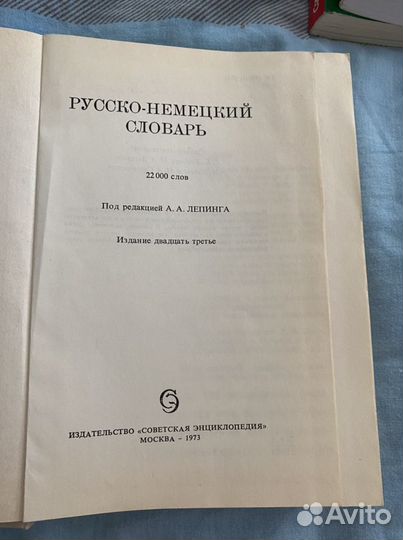 РУССКО-НЕМЕЦКИЙ
СЛОВАРЬ
22 000 слов
Под редакцией А. А. ЛЕПИНГА
Издание двадцать третье
ИЗДАТЕЛЬСТВО «СОВЕТСКАЯ ЭНЦИКЛОПЕДИЯ»
МОСКВА – 1973
Avito